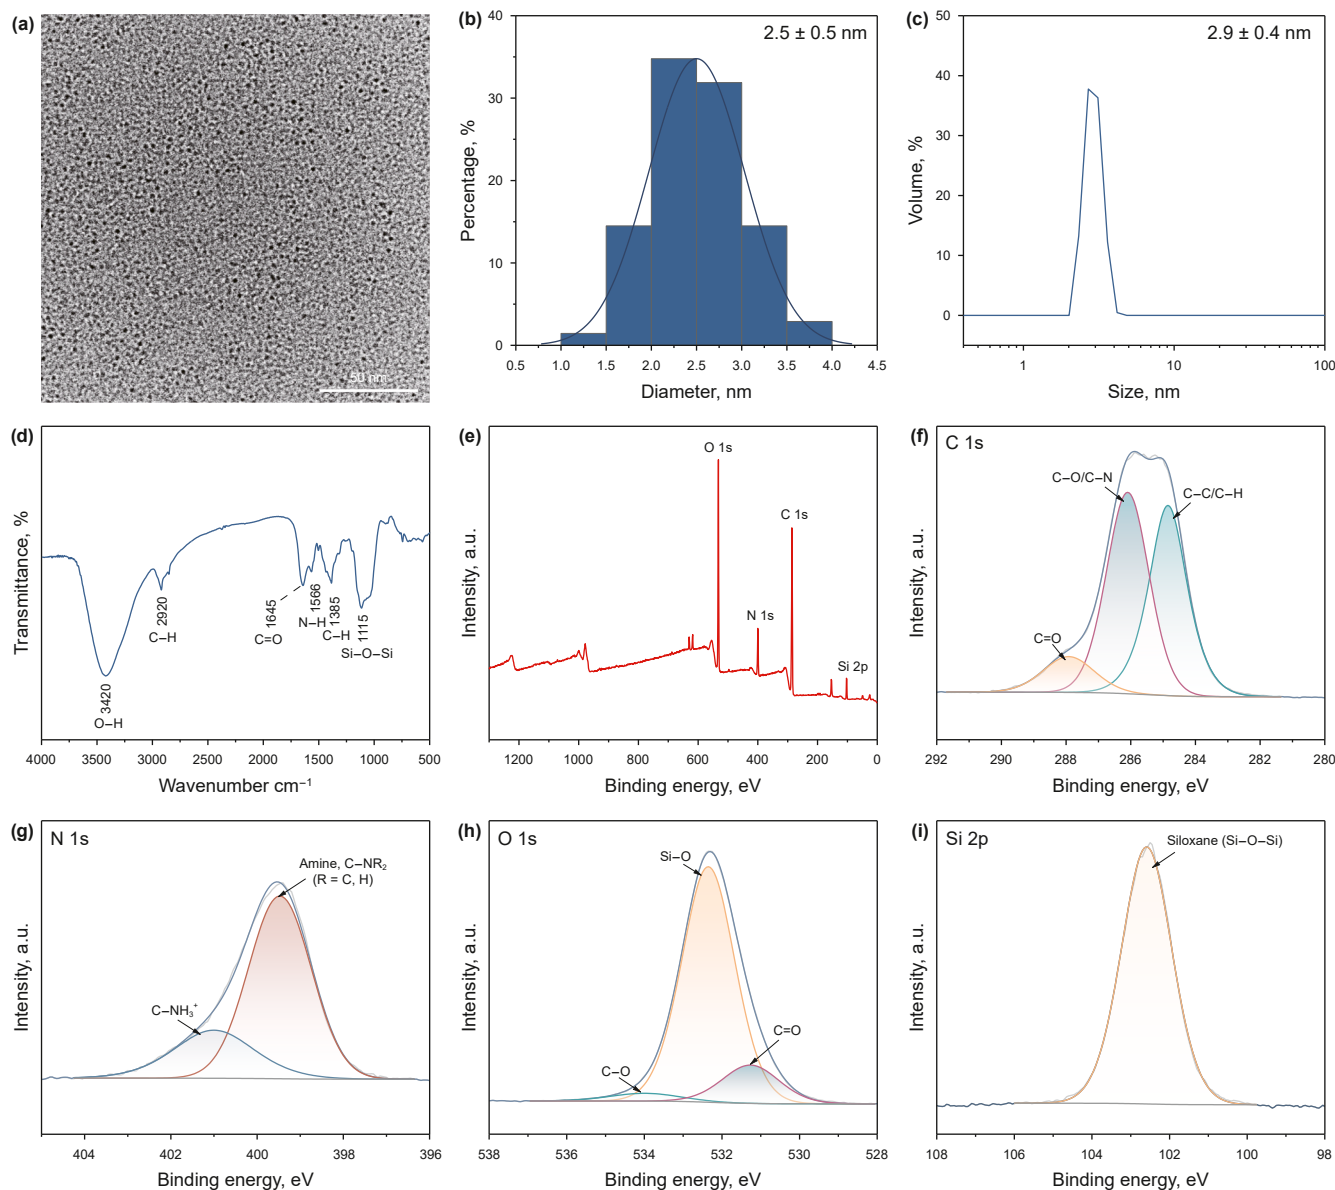 (a)
50 nm
(b)
2.5 ± 0.5 nm
Percentage, %
40
30
20
10
0
0.5 1.0 1.5 2.0 2.5 3.0 3.5 4.0 4.5
Diameter, nm
(c)
2.9 ± 0.4 nm
Volume, %
50
40
30
20
10
0
1 10 100
Size, nm
(d)
Transmittance, %
3420
O–H
2920
C–H
1645
C=O
1566
N–H
1385
C–H
1115
Si–O–Si
4000 3500 3000 2500 2000 1500 1000 500
Wavenumber cm⁻¹
(e)
Intensity, a.u.
O 1s
C 1s
N 1s
Si 2p
1200 1000 800 600 400 200 0
Binding energy, eV
(f)
C 1s
Intensity, a.u.
C–O/C–N
C–C/C–H
C=O
292 290 288 286 284 282 280
Binding energy, eV
(g)
N 1s
Intensity, a.u.
Amine, C–NR₂
(R = C, H)
C–NH₃⁺
404 402 400 398 396
Binding energy, eV
(h)
O 1s
Intensity, a.u.
Si–O
C=O
C–O
538 536 534 532 530 528
Binding energy, eV
(i)
Si 2p
Intensity, a.u.
Siloxane (Si–O–Si)
108 106 104 102 100 98
Binding energy, eV